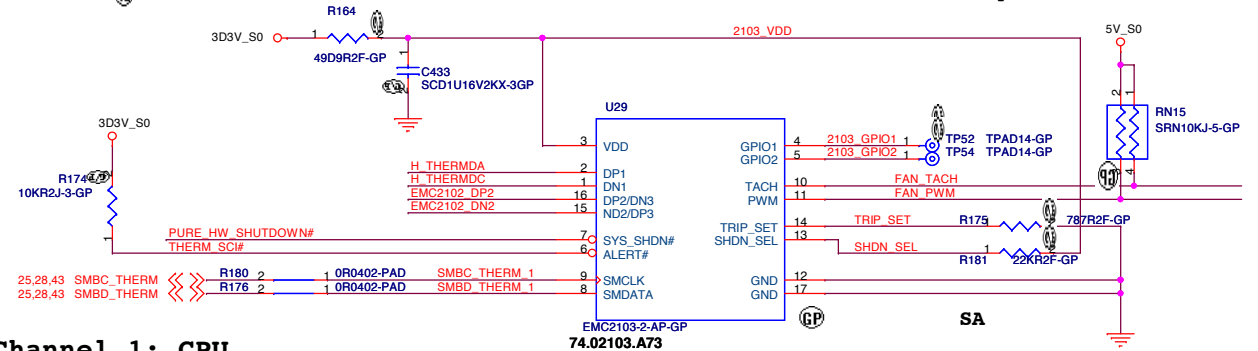 R164
3D3V_S0 1 2
49D9R2F-GP
2103_VDD
5V_S0
1
C433
SCD1U16V2KX-3GP
U29
2 1
RN15
SRN10KJ-5-GP
3 4
3D3V_S0
R174
10KR2J-3-GP
1
3 VDD
GPIO1 4 2103_GPIO1 1 TP52 TPAD14-GP
GPIO2 5 2103_GPIO2 1 TP54 TPAD14-GP
H_THERMDA 2 DP1
H_THERMDC 1 DN1
EMC2102_DP2 16 DP2/DN3
EMC2102_DN2 15 ND2/DP3
TACH 10 FAN_TACH
PWM 11 FAN_PWM
TRIP_SET 14 TRIP_SET R175 787R2F-GP
SHDN_SEL 13 SHDN_SEL R181 1 22KR2F-GP
PURE_HW_SHUTDOWN# 7 SYS_SHDN#
THERM_SCI# 6 ALERT#
25,28,43 SMBC_THERM R180 2 1 0R0402-PAD SMBC_THERM_1 9 SMCLK
25,28,43 SMBD_THERM R176 2 1 0R0402-PAD SMBD_THERM_1 8 SMDATA
GND 12
GND 17
GP
SA
EMC2103-2-AP-GP
74.02103.A73
Channel 1: CPU